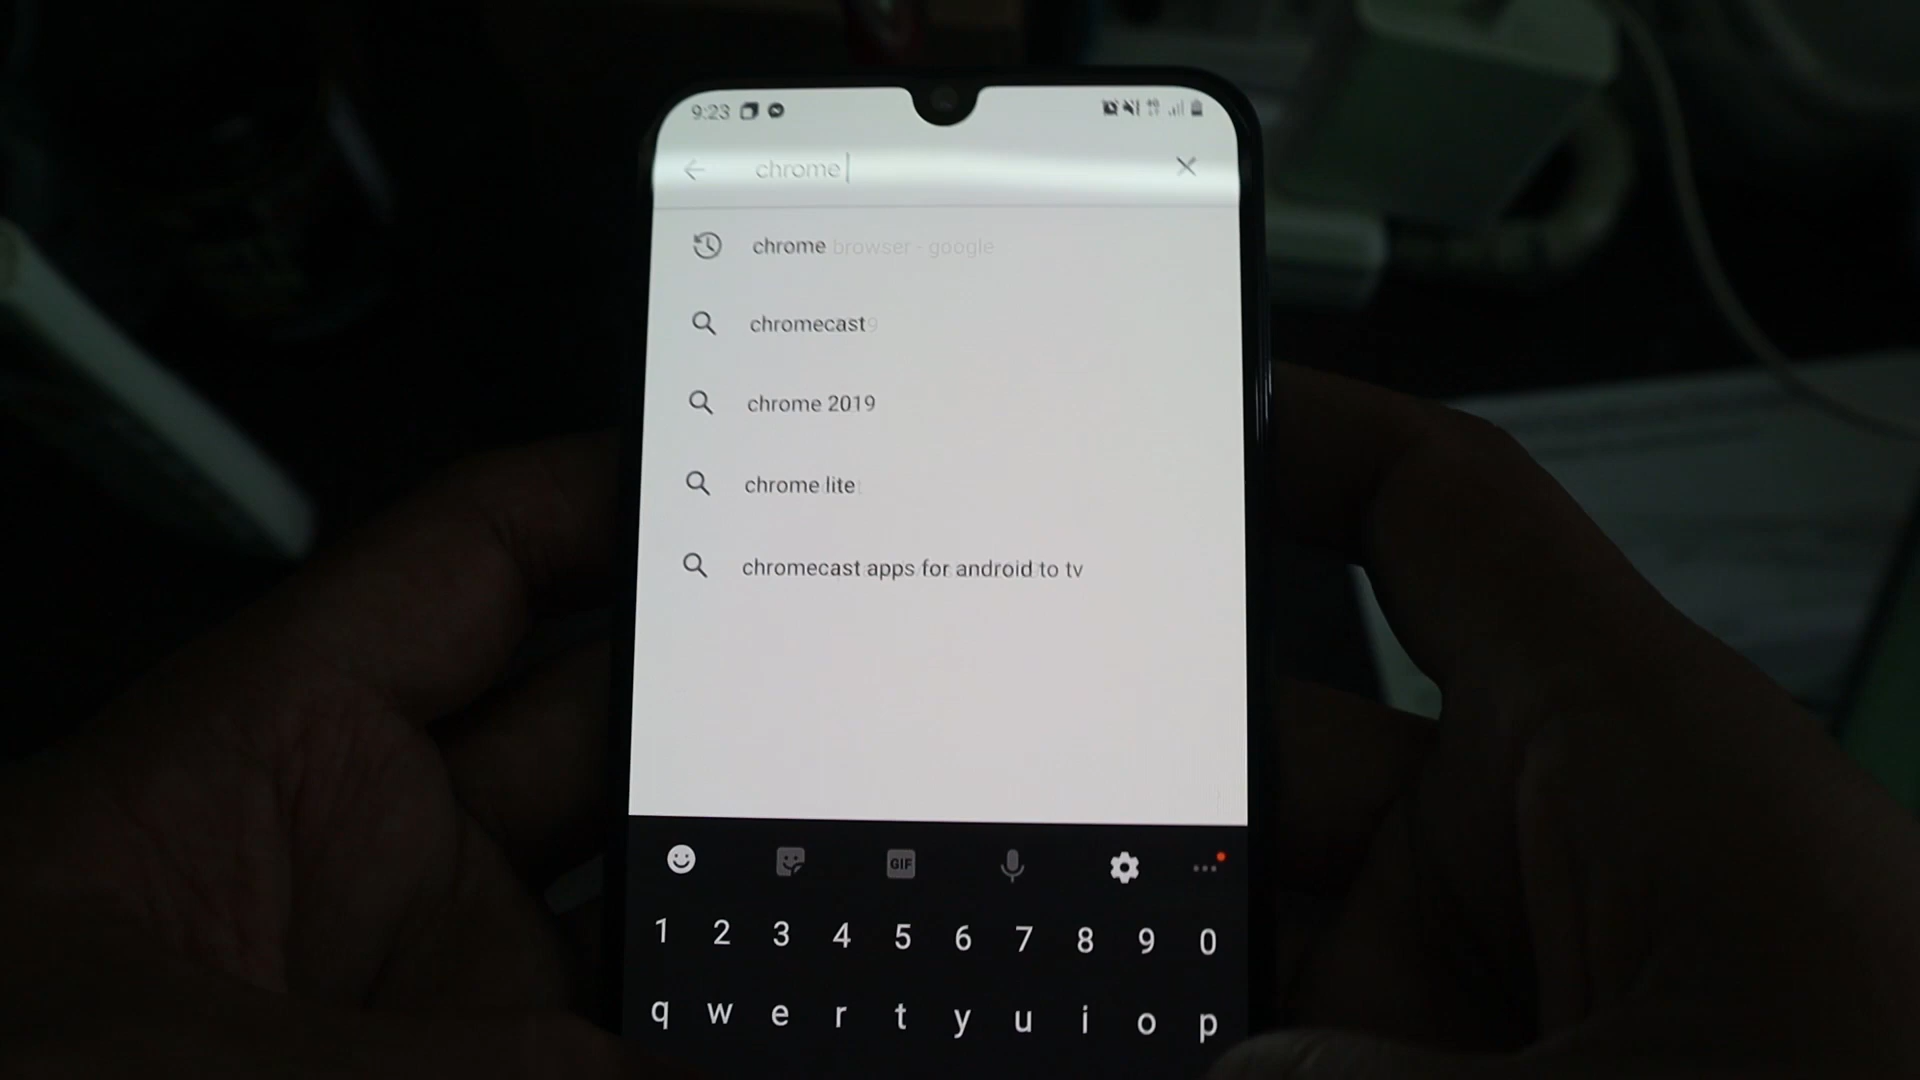 9:23
chrome
chrome browser - google
chromecast
chrome 2019
chrome lite
chromecast apps for android to tv
GIF
1 2 3 4 5 6 7 8 9 0
q w e r t y u i o p